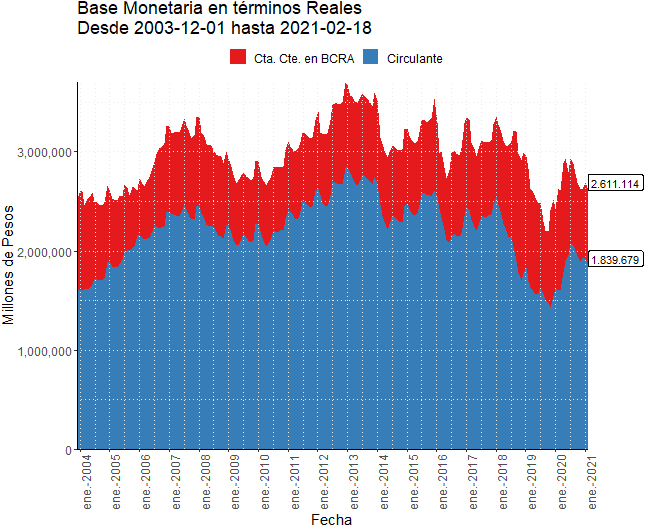 Base Monetaria en términos Reales
Desde 2003-12-01 hasta 2021-02-18
Cta. Cte. en BCRA
Circulante
Millones de Pesos
3,000,000
2,000,000
1,000,000
0
2.611.114
1.839.679
ene.-2004
ene.-2005
ene.-2006
ene.-2007
ene.-2008
ene.-2009
ene.-2010
ene.-2011
ene.-2012
ene.-2013
ene.-2014
ene.-2015
ene.-2016
ene.-2017
ene.-2018
ene.-2019
ene.-2020
ene.-2021
Fecha